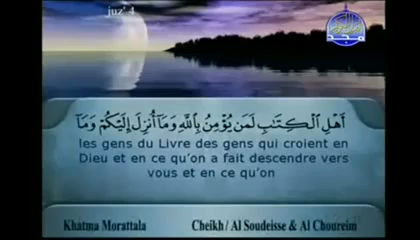 juz' 4
مجد
أَهْلِ ٱلْكِتَٰبِ لَمَن يُؤْمِنُ بِٱللَّهِ وَمَآ أُنزِلَ إِلَيْكُمْ وَمَآ
les gens du Livre des gens qui croient en
Dieu et en ce qu'on a fait descendre vers
vous et en ce qu'on
Khatma Morattala
Cheikh / Al Soudeisse & Al Choureim